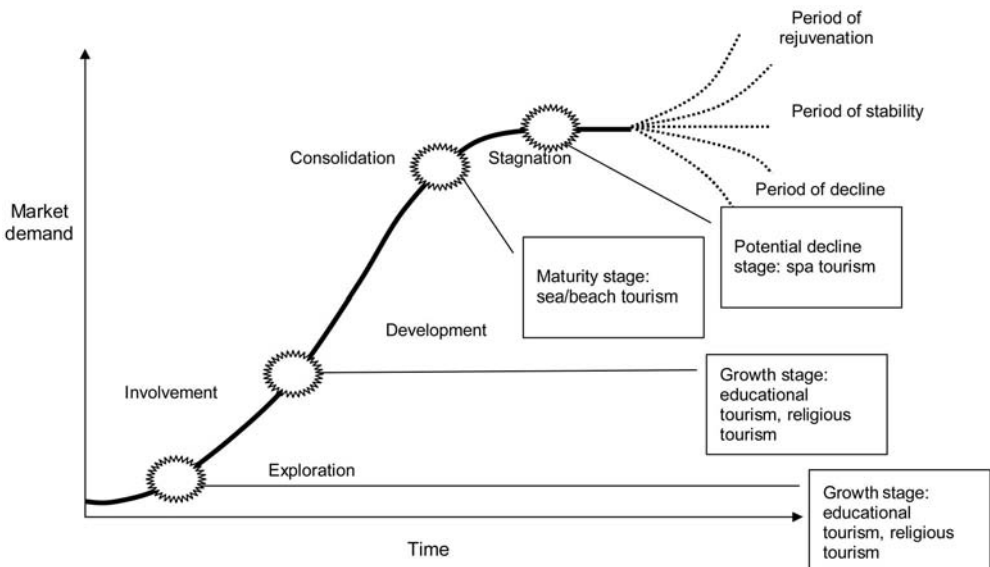 Period of
rejuvenation
Period of stability
Consolidation
Stagnation
Period of decline
Market
demand
Potential decline
stage: spa tourism
Maturity stage:
sea/beach tourism
Development
Involvement
Growth stage:
educational
tourism, religious
tourism
Exploration
Growth stage:
educational
tourism, religious
tourism
Time